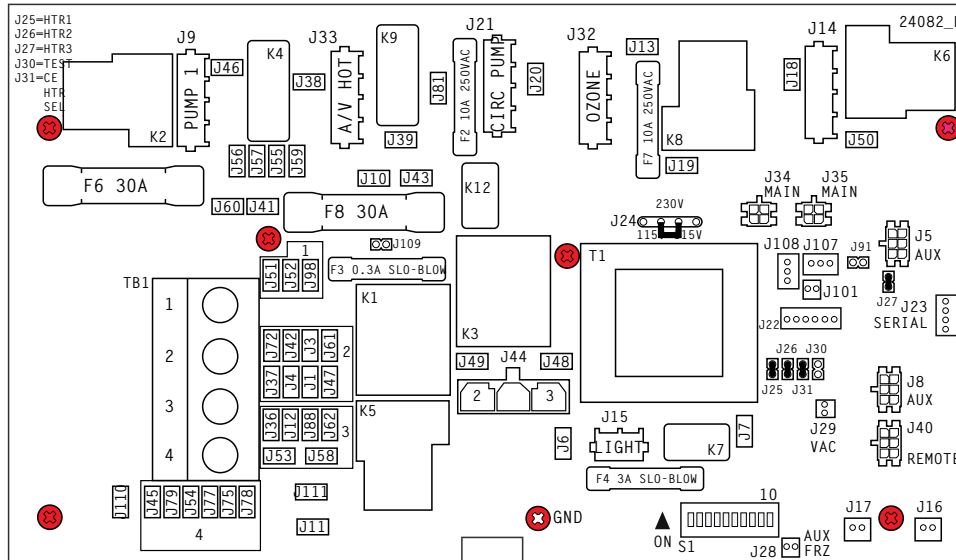 J25=HTR1
J26=HTR2
J27=HTR3
J30=TEST
J31=CE
HTR
SEL
J9
PUMP 1
K2
J46
K4
J38
J33
A/V HOT
K9
J39
J81
F2 10A 250VAC
J21
CIRC PUMP
J20
J32
OZONE
J13
F7 10A 250VAC
K8
J19
J18
J14
24082_
K6
J50
J56
J57
J55
J59
F6 30A
J60
J41
J10
J43
F8 30A
K12
J109
F3 0.3A SLO-BLOW
230V
J24
115V
15V
T1
J34
MAIN
J35
MAIN
J108
J107
J91
J101
J5
AUX
J27
J23
SERIAL
J22
TB1
1
2
3
4
1
J51
J52
J98
J72
J42
J3
J61
2
J37
J4
J1
J47
J36
J12
J88
J62
3
J53
J58
K1
K3
K5
J49
J44
J48
2
3
J26
J30
J25
J31
J8
AUX
J29
VAC
J40
REMOTE
J6
J15
LIGHT
K7
J7
F4 3A SLO-BLOW
J110
J45
J79
J54
J77
J75
J78
4
J111
J11
GND
ON
10
S1
AUX
FRZ
J28
J17
J16